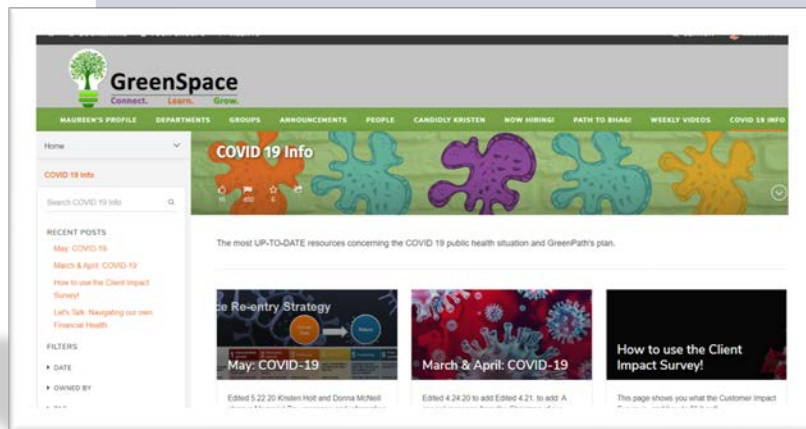 GreenSpace
Connect. Learn. Grow.
MAUREEN'S PROFILE DEPARTMENTS GROUPS ANNOUNCEMENTS PEOPLE CANDIDLY KRISTEN NOW HIRING! PATH TO BHAG! WEEKLY VIDEOS COVID 19 INFO
Home
COVID 19 Info
COVID 19 Info
Search COVID 19 Info
16 450 6
RECENT POSTS
May: COVID-19
March & April: COVID-19
How to use the Client Impact
Survey!
Let's Talk: Navigating our own
Financial Health
FILTERS
DATE
OWNED BY
The most UP-TO-DATE resources concerning the COVID 19 public health situation and GreenPath's plan.
ce Re-entry Strategy
May: COVID-19
Edited 5.22.20 Kristen Holt and Donna McNeill
March & April: COVID-19
Edited 4.24.20 to add Edited 4.21. to add: A
How to use the Client
Impact Survey!
This page shows you what the Customer Impact